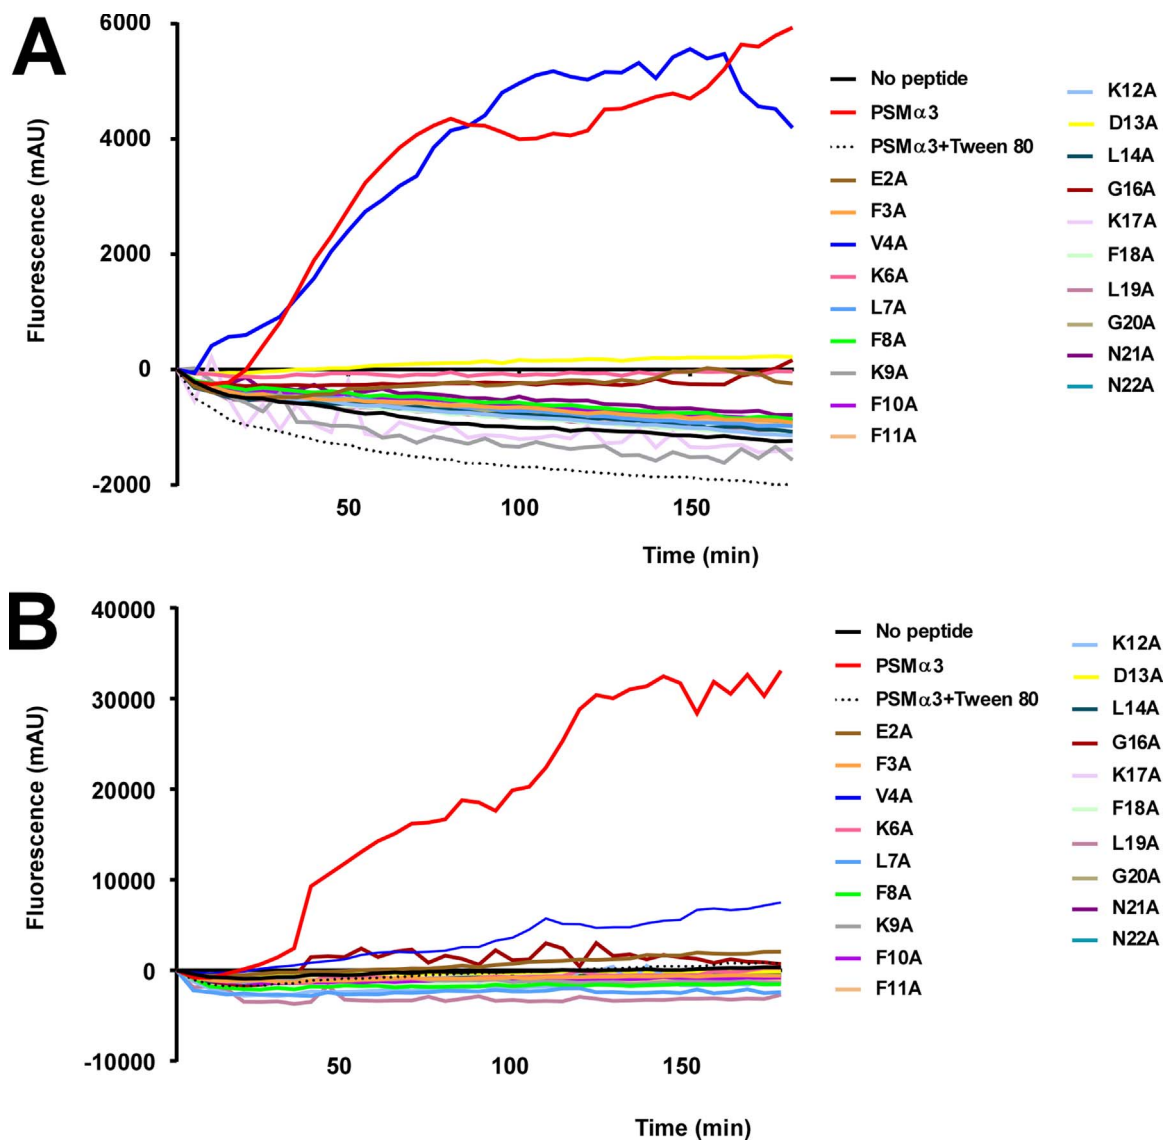 A
Fluorescence (mAU)
6000
4000
2000
0
-2000
50
100
150
Time (min)
No peptide
PSMα3
PSMα3+Tween 80
E2A
F3A
V4A
K6A
L7A
F8A
K9A
F10A
F11A
K12A
D13A
L14A
G16A
K17A
F18A
L19A
G20A
N21A
N22A
B
Fluorescence (mAU)
40000
30000
20000
10000
0
-10000
50
100
150
Time (min)
No peptide
PSMα3
PSMα3+Tween 80
E2A
F3A
V4A
K6A
L7A
F8A
K9A
F10A
F11A
K12A
D13A
L14A
G16A
K17A
F18A
L19A
G20A
N21A
N22A